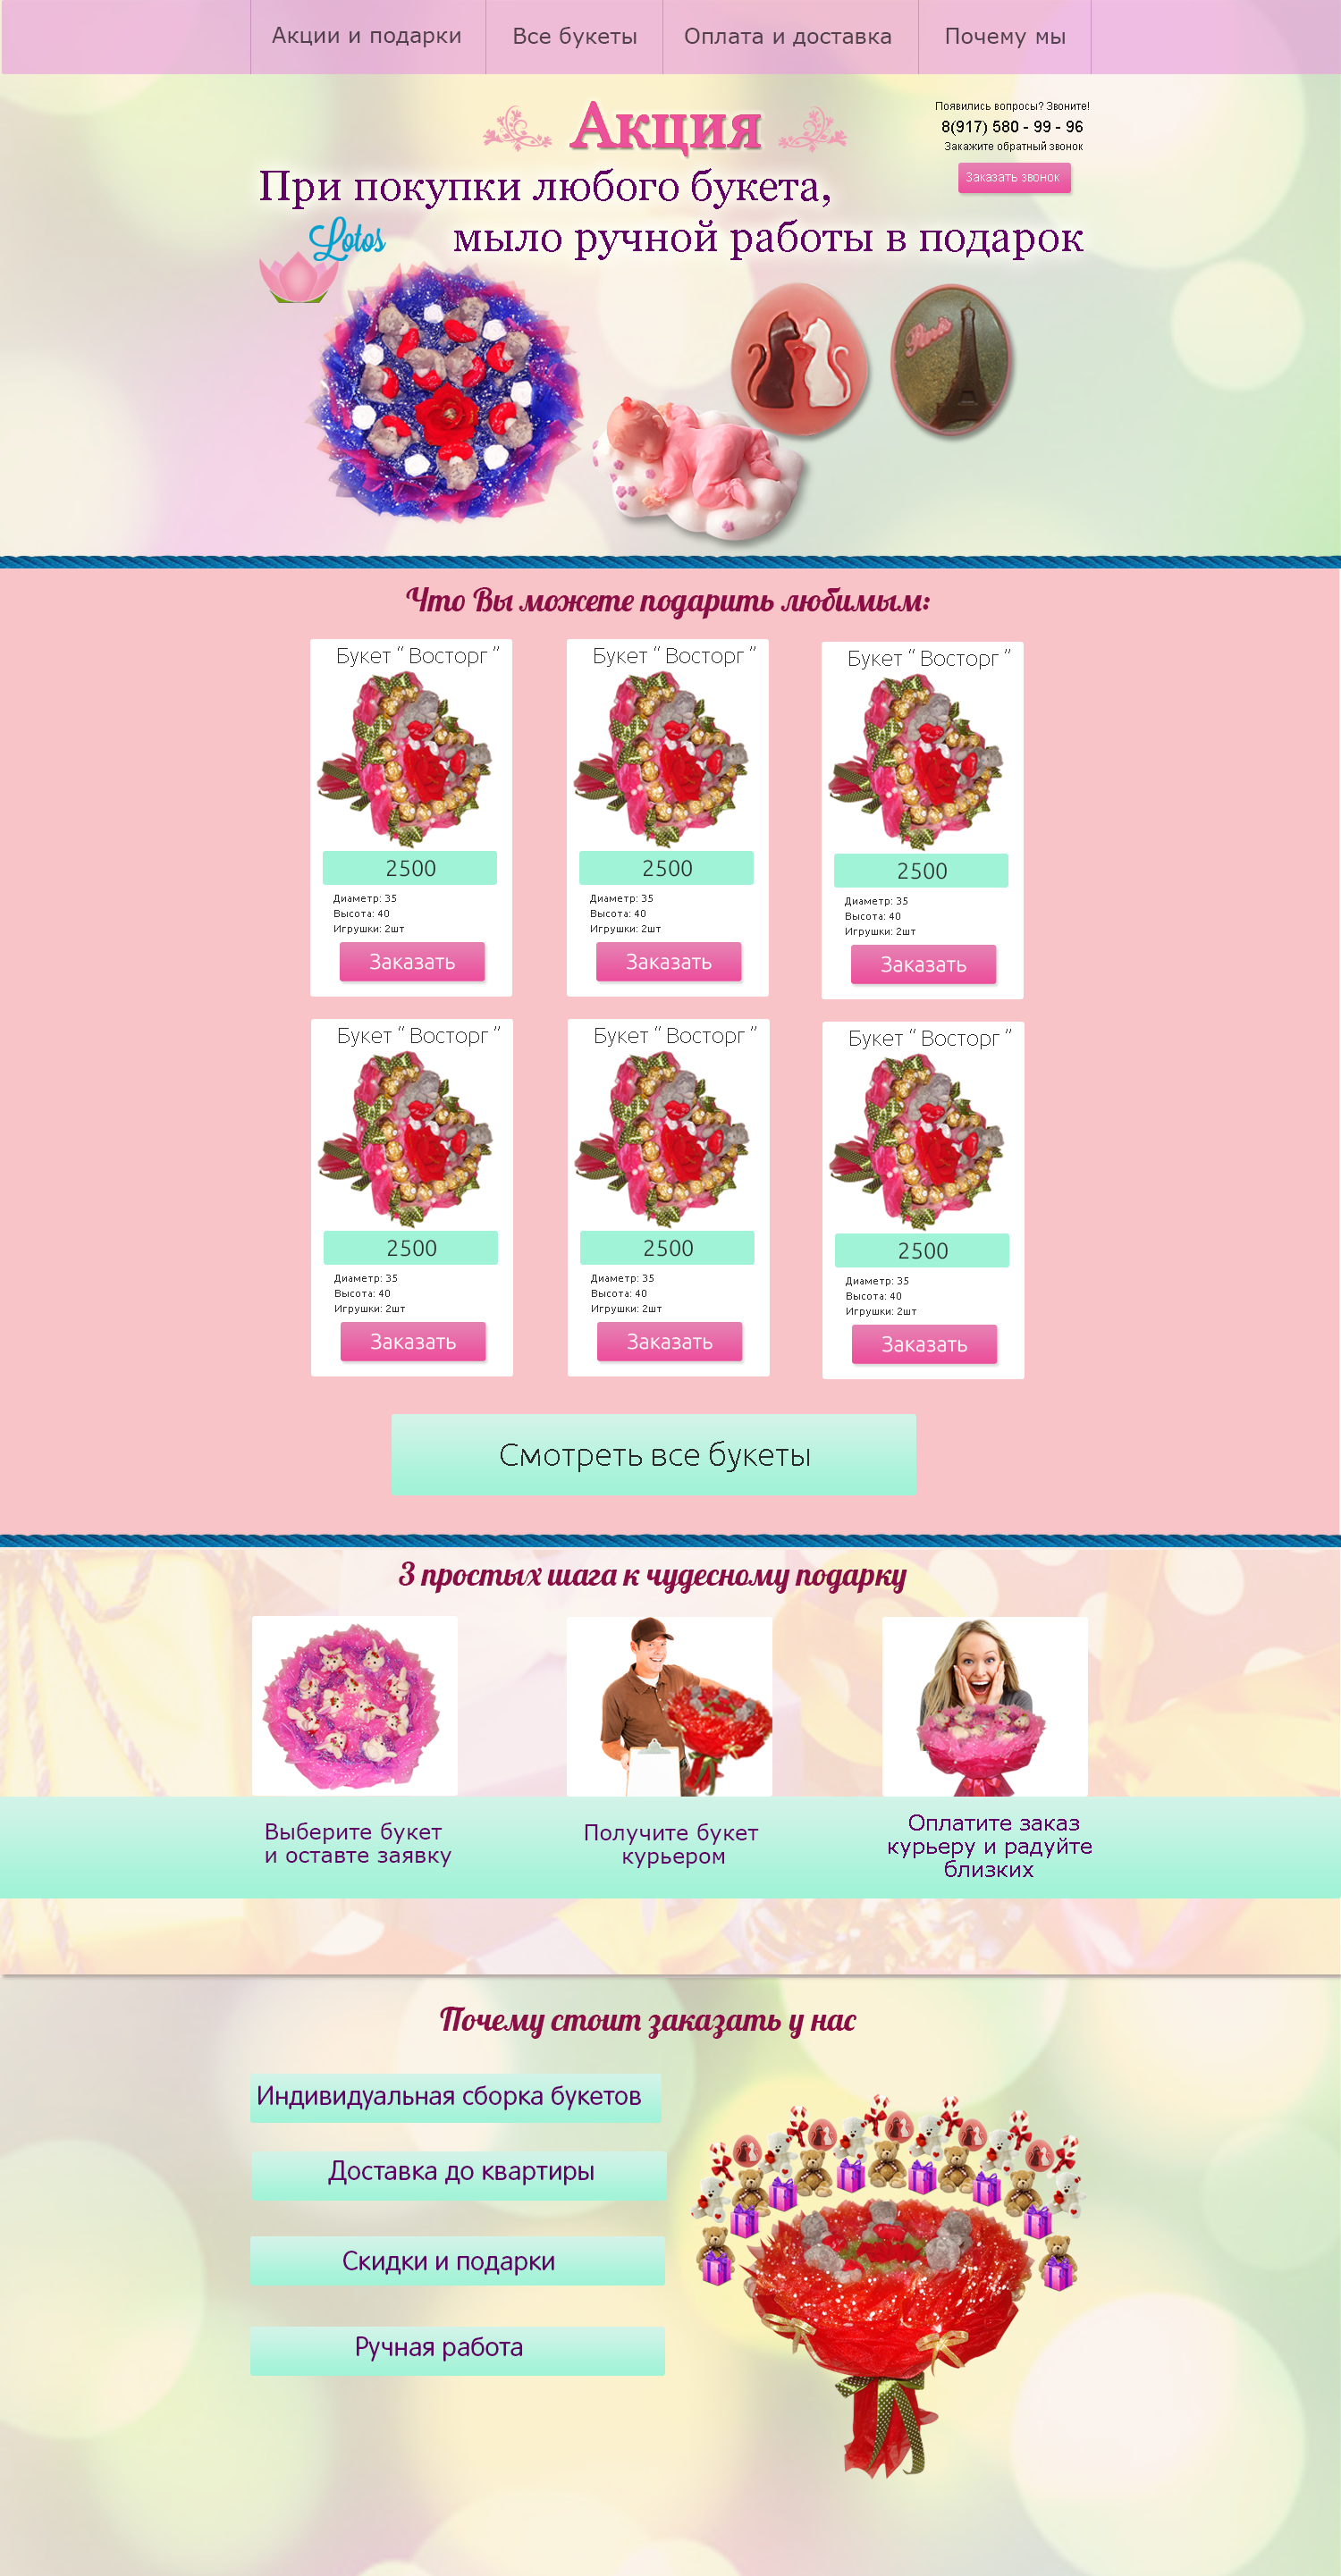 Акции и подарки
Все букеты
Оплата и доставка
Почему мы
Появились вопросы? Звоните!
8(917) 580 - 99 - 96
Закажите обратный звонок
Заказать звонок
Акция
При покупки любого букета,
мыло ручной работы в подарок
Lotos
Paris
Что Вы можете подарить любимым:
Букет “ Восторг ”
2500
Диаметр: 35
Высота: 40
Игрушки: 2шт
Заказать
Букет “ Восторг ”
2500
Диаметр: 35
Высота: 40
Игрушки: 2шт
Заказать
Букет “ Восторг ”
2500
Диаметр: 35
Высота: 40
Игрушки: 2шт
Заказать
Букет “ Восторг ”
2500
Диаметр: 35
Высота: 40
Игрушки: 2шт
Заказать
Букет “ Восторг ”
2500
Диаметр: 35
Высота: 40
Игрушки: 2шт
Заказать
Букет “ Восторг ”
2500
Диаметр: 35
Высота: 40
Игрушки: 2шт
Заказать
Смотреть все букеты
3 простых шага к чудесному подарку
Выберите букет
и оставте заявку
Получите букет
курьером
Оплатите заказ
курьеру и радуйте
близких
Почему стоит заказать у нас
Индивидуальная сборка букетов
Доставка до квартиры
Скидки и подарки
Ручная работа